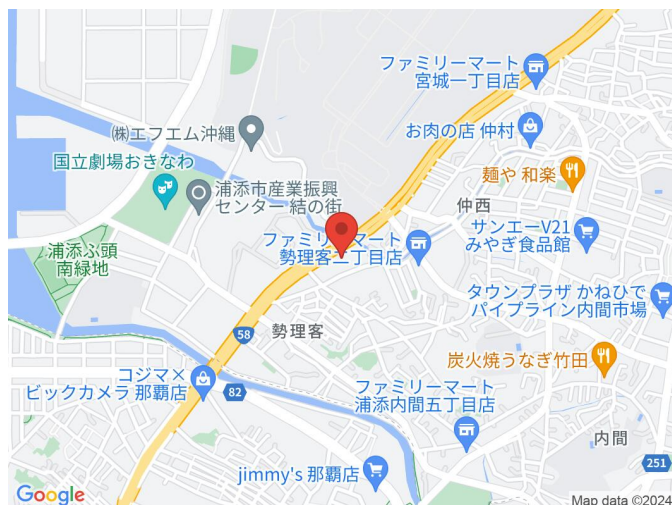 ファミリーマート
宮城一丁目店
お肉の店 仲村
㈱エフエム沖縄
国立劇場おきなわ
浦添市産業振興
センター 結の街
麺や 和楽
仲西
サンエーV21
みやぎ食品館
ファミリーマート
勢理客二丁目店
浦添ふ頭
南緑地
タウンプラザ かねひで
パイプライン内間市場
58
勢理客
炭火焼うなぎ竹田
コジマ×
ビックカメラ 那覇店
82
ファミリーマート
浦添内間五丁目店
内間
251
jimmy's 那覇店
Google
Map data ©2024